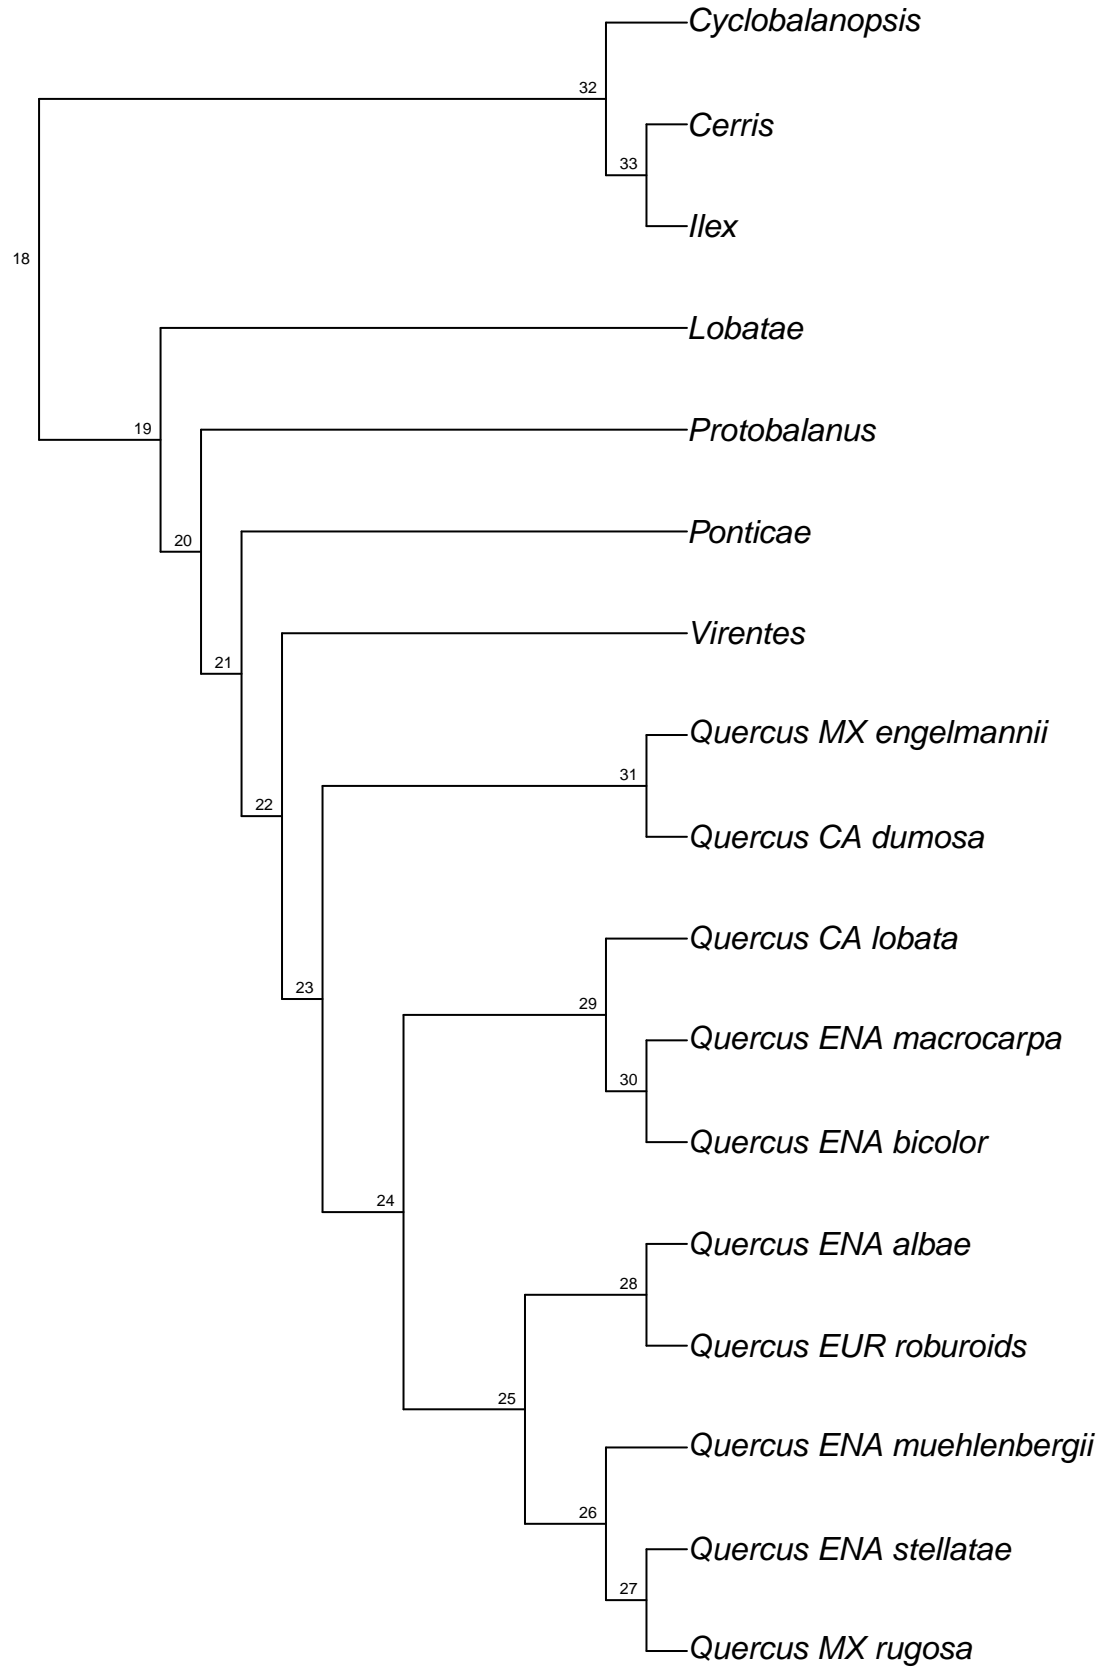 Cyclobalanopsis
32
Cerris
33
Ilex
18
Lobatae
19
Protobalanus
20
Ponticae
21
Virentes
22
Quercus MX engelmannii
31
Quercus CA dumosa
23
Quercus CA lobata
29
Quercus ENA macrocarpa
30
Quercus ENA bicolor
24
Quercus ENA albae
28
Quercus EUR roburoids
25
Quercus ENA muehlenbergii
26
Quercus ENA stellatae
27
Quercus MX rugosa